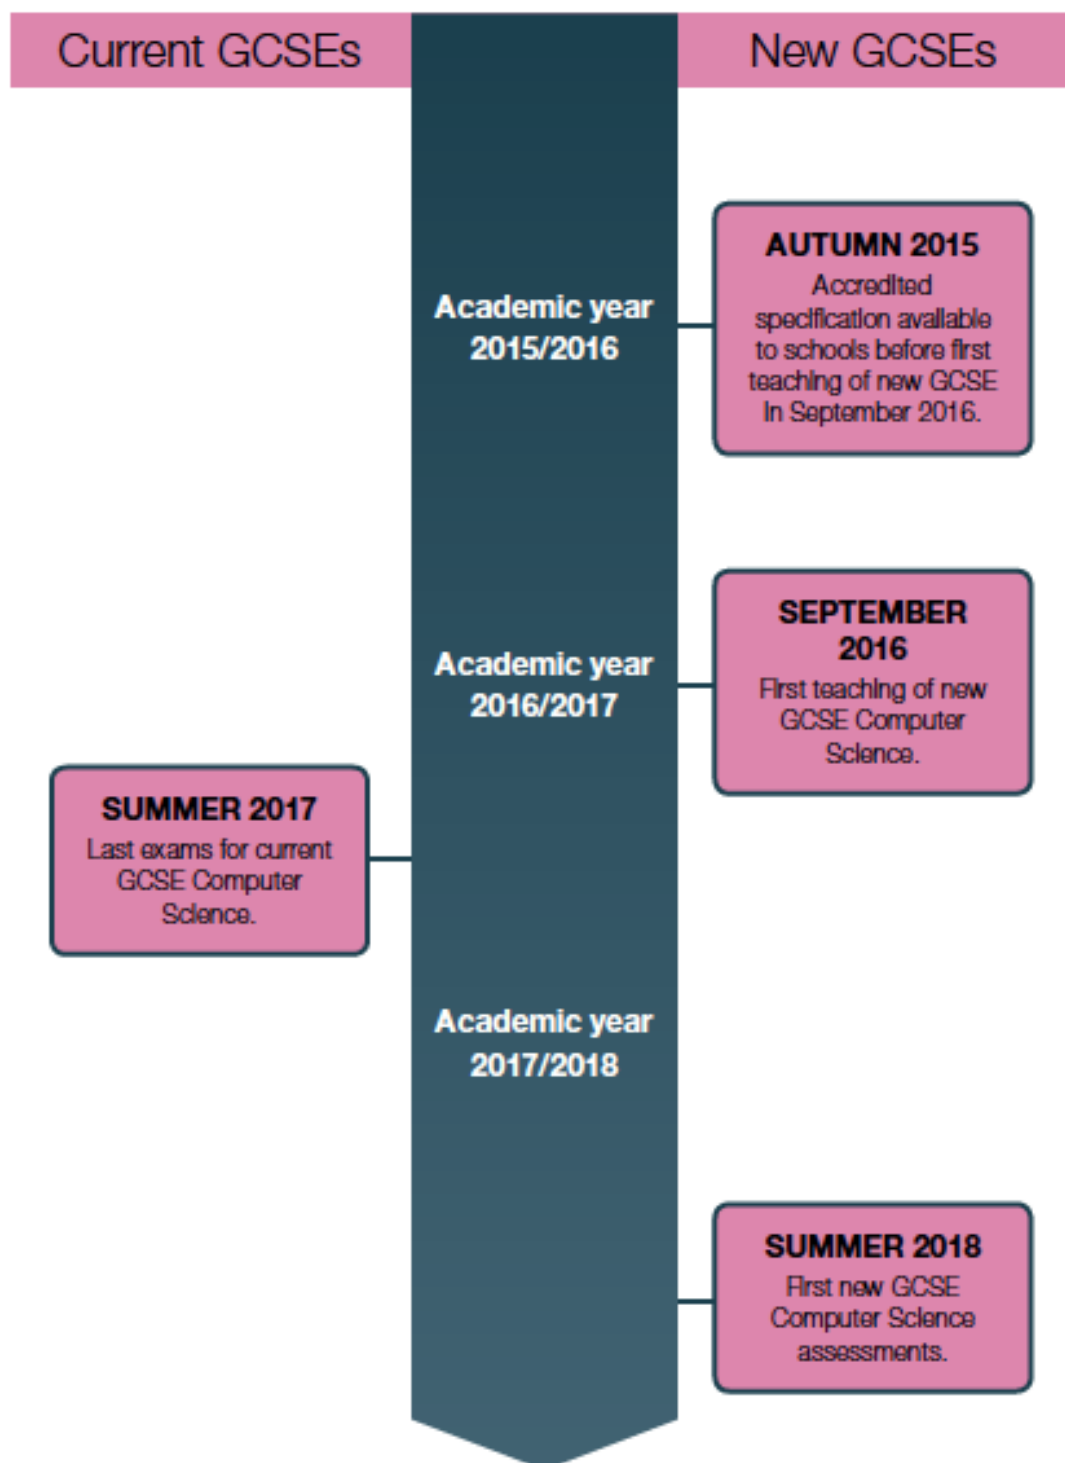 Current GCSEs
New GCSEs
AUTUMN 2015
Accredited
specification available
to schools before first
teaching of new GCSE
in September 2016.
Academic year
2015/2016
SEPTEMBER
2016
First teaching of new
GCSE Computer
Science.
Academic year
2016/2017
SUMMER 2017
Last exams for current
GCSE Computer
Science.
Academic year
2017/2018
SUMMER 2018
First new GCSE
Computer Science
assessments.